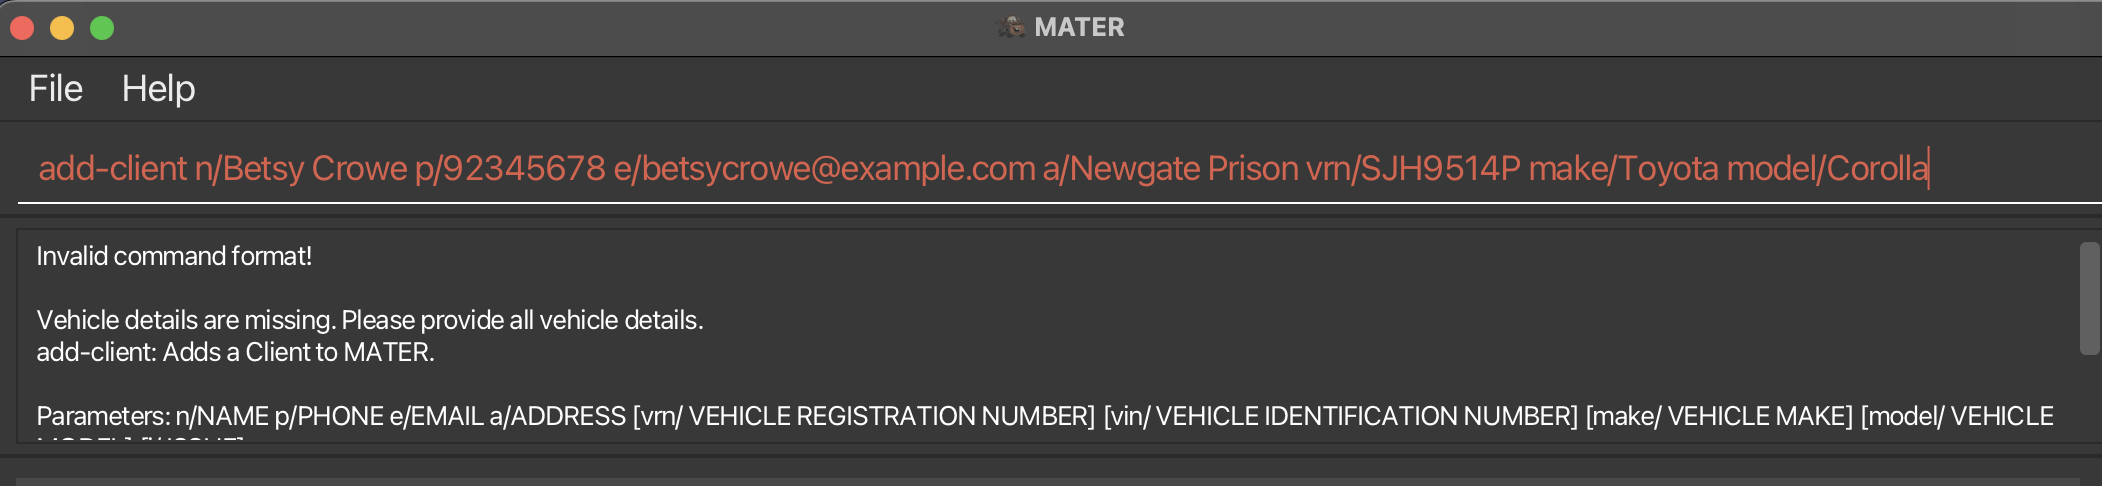 MATER
File Help
add-client n/Betsy Crowe p/92345678 e/betsycrowe@example.com a/Newgate Prison vrn/SJH9514P make/Toyota model/Corolla
Invalid command format!
Vehicle details are missing. Please provide all vehicle details.
add-client: Adds a Client to MATER.
Parameters: n/NAME p/PHONE e/EMAIL a/ADDRESS [vrn/ VEHICLE REGISTRATION NUMBER] [vin/ VEHICLE IDENTIFICATION NUMBER] [make/ VEHICLE MAKE] [model/ VEHICLE